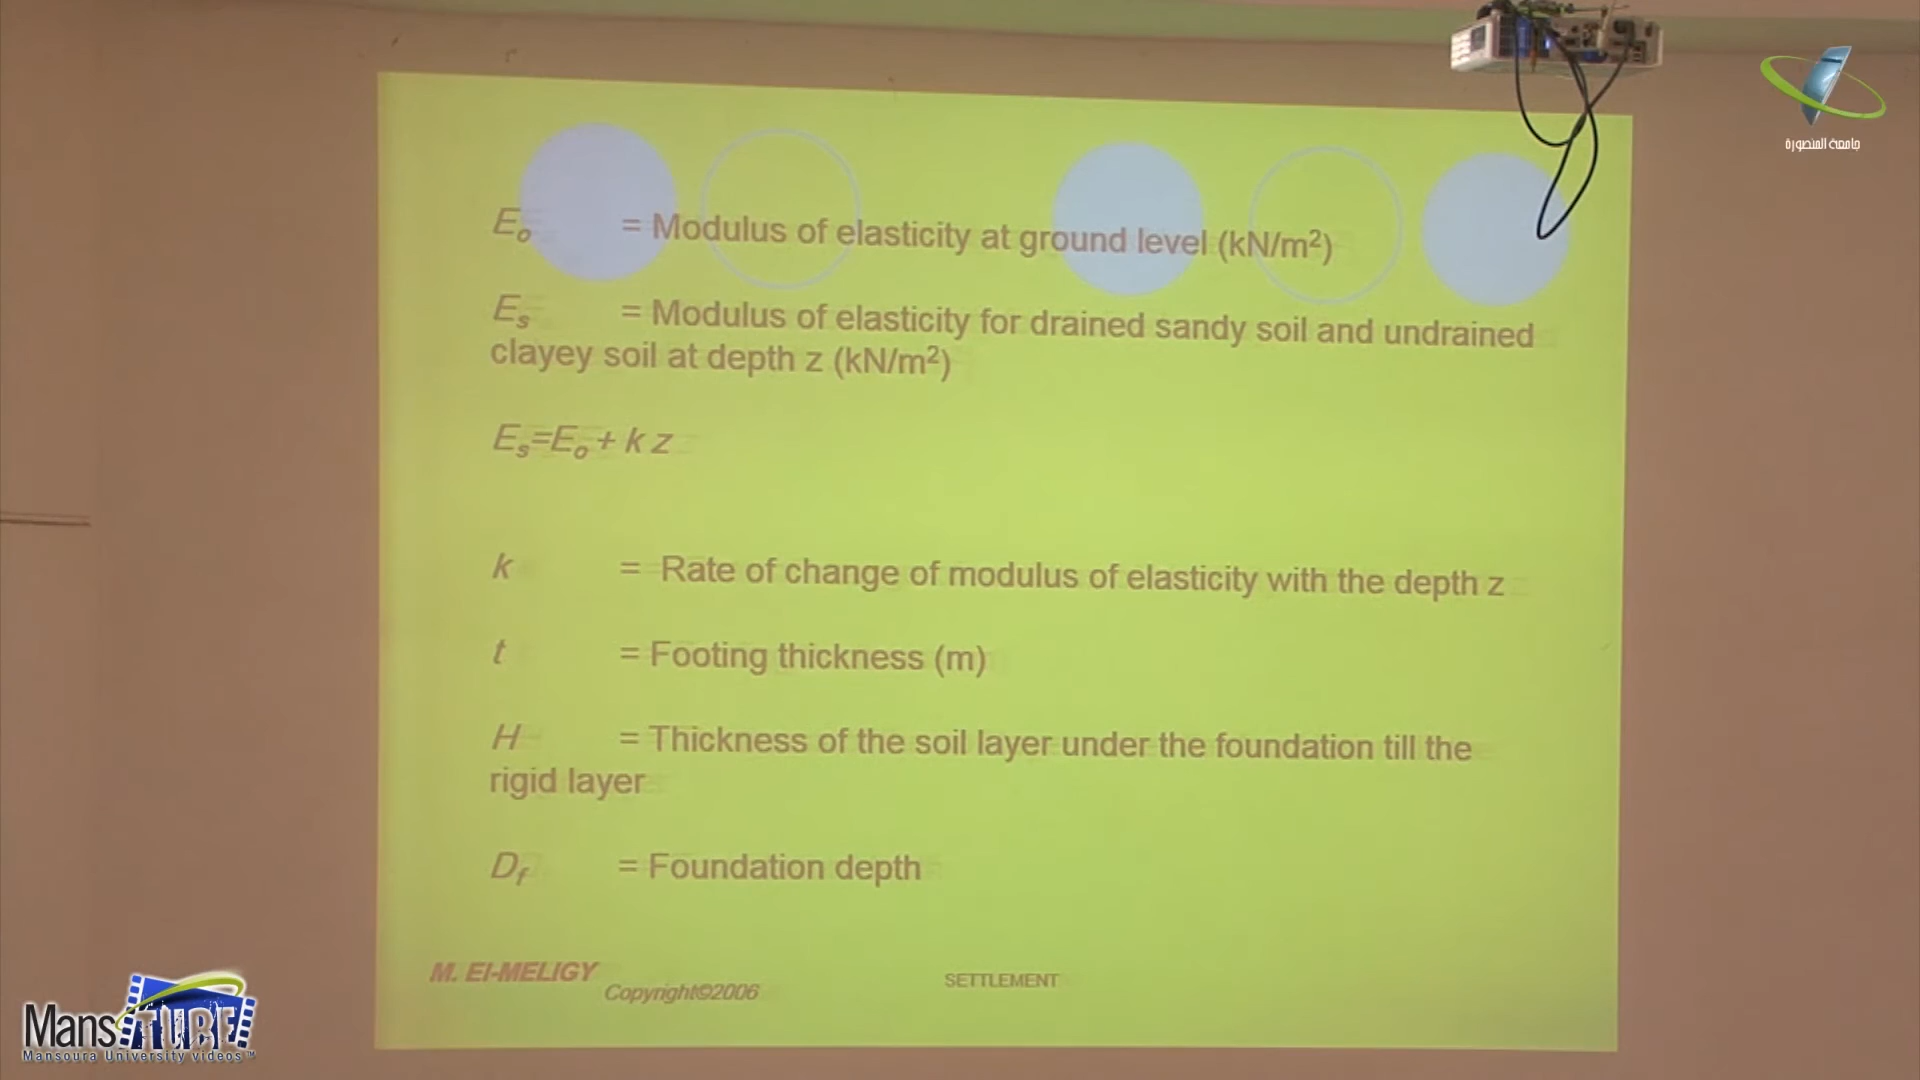 جامعة المنصورة
Eo = Modulus of elasticity at ground level (kN/m²)
Es = Modulus of elasticity for drained sandy soil and undrained
clayey soil at depth z (kN/m²)
Es=Eo + k z
k = Rate of change of modulus of elasticity with the depth z
t = Footing thickness (m)
H = Thickness of the soil layer under the foundation till the
rigid layer
Df = Foundation depth
M. El-MELIGY
Copyright©2006
SETTLEMENT
Mans TUBE
Mansoura University videos™